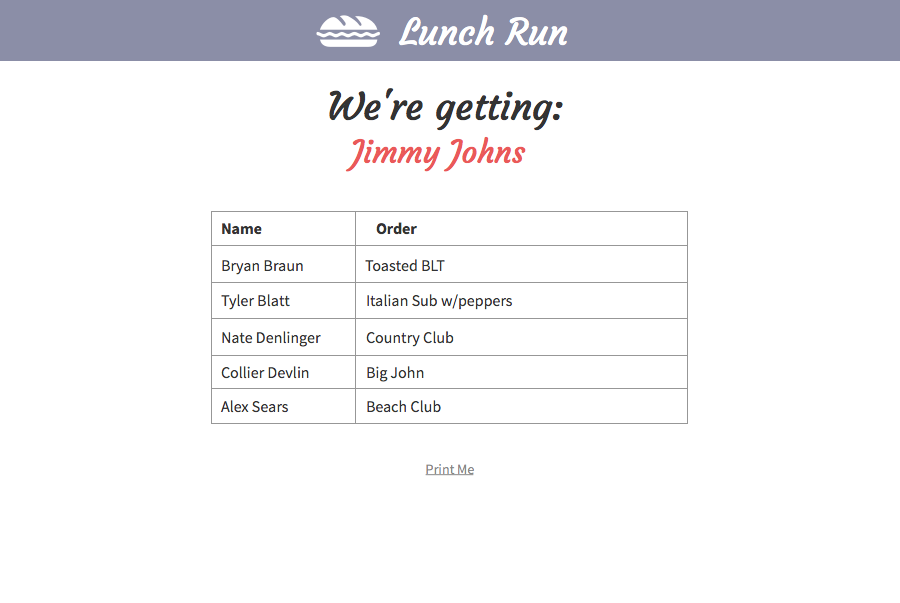 Lunch Run
We're getting:
Jimmy Johns
Name Order
Bryan Braun Toasted BLT
Tyler Blatt Italian Sub w/peppers
Nate Denlinger Country Club
Collier Devlin Big John
Alex Sears Beach Club
Print Me